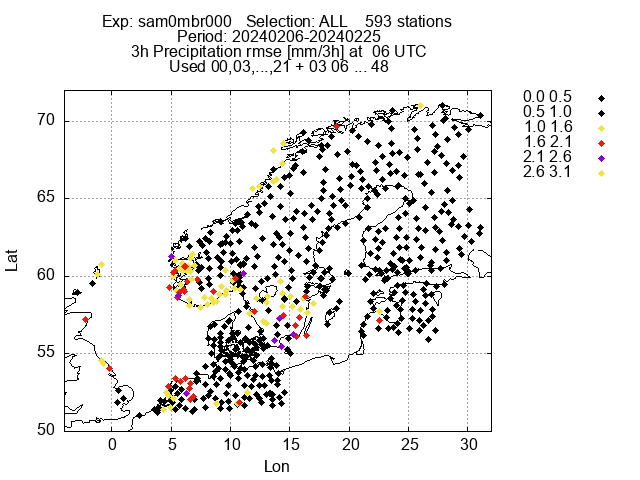 Exp: sam0mbr000 Selection: ALL 593 stations
Period: 20240206-20240225
3h Precipitation rmse [mm/3h] at 06 UTC
Used 00,03,...,21 + 03 06 ... 48
0.0 0.5
0.5 1.0
1.0 1.6
1.6 2.1
2.1 2.6
2.6 3.1
70
65
60
55
50
Lat
0 5 10 15 20 25 30
Lon